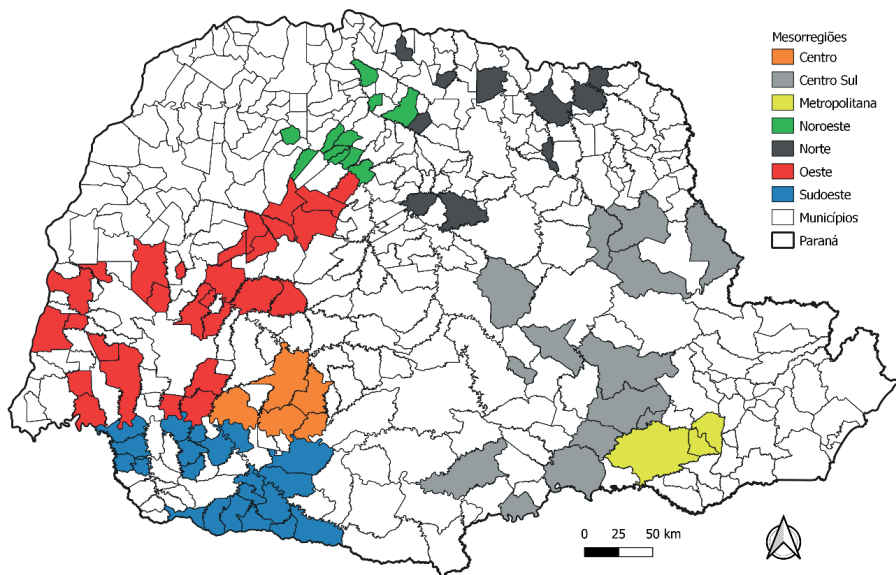 Mesorregiões
Centro
Centro Sul
Metropolitana
Noroeste
Norte
Oeste
Sudoeste
Municípios
Paraná
0 25 50 km